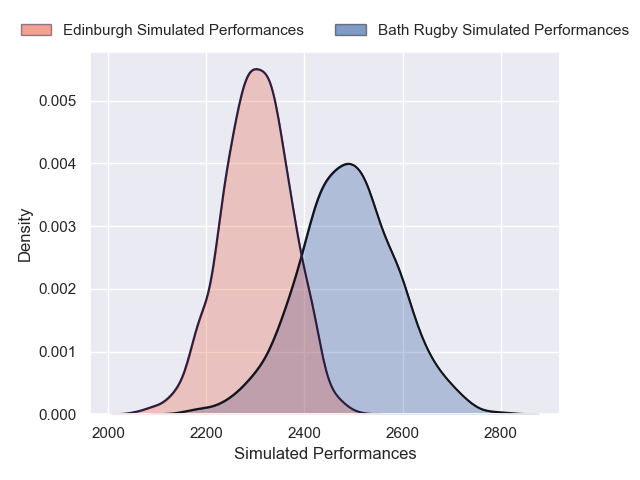 Edinburgh Simulated Performances Bath Rugby Simulated Performances
0.005
0.004
0.003
0.002
0.001
0.000
Density
2000 2200 2400 2600 2800
Simulated Performances